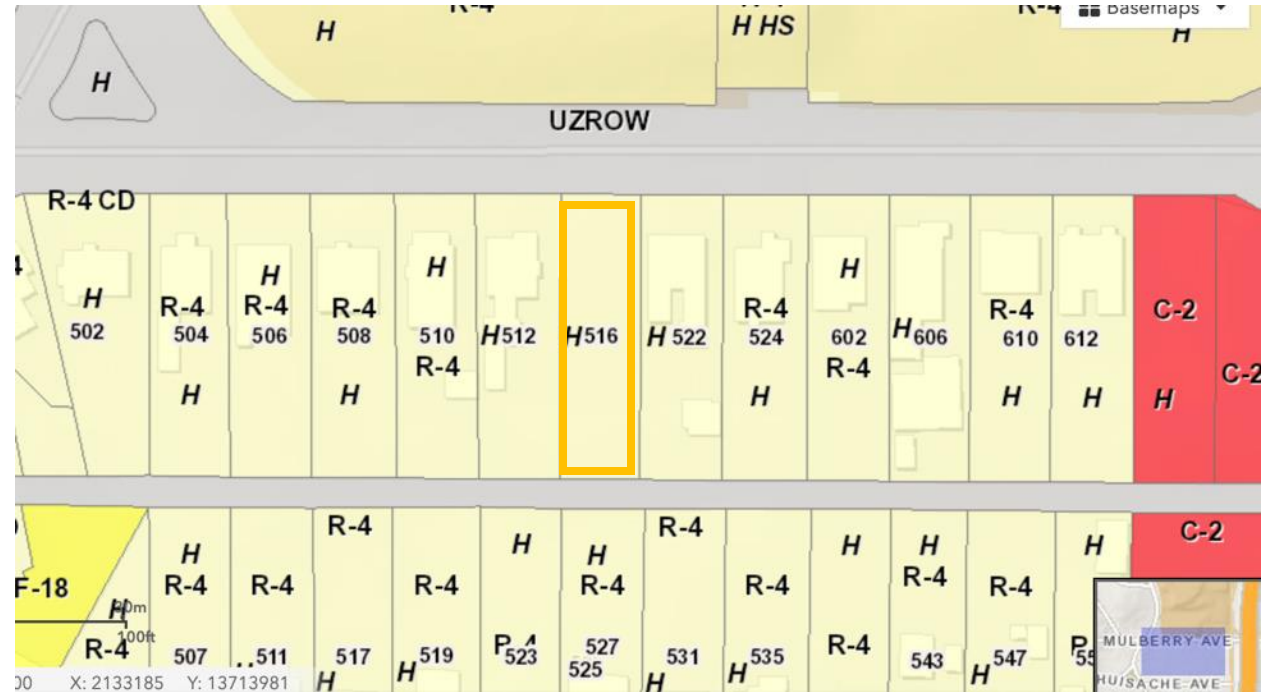 R-4
R-4
Basemaps
H
H HS
H
H
UZROW
R-4 CD
H
502
R-4
504
H
H
R-4
506
R-4
508
H
H
510
R-4
H 512
H 516
H 522
R-4
524
H
H
602
R-4
H 606
R-4
610
H
612
H
C-2
H
C-2
F-18
H
100ft
R-4
H
R-4
507
R-4
511
R-4
517
H
R-4
519
H
H
523
H
R-4
527
525
R-4
531
H
R-4
535
H
H
R-4
H
R-4
543
R-4
547
H
H
C-2
MULBERRY AVE
HUISACHE AVE
X: 2133185 Y: 13713981